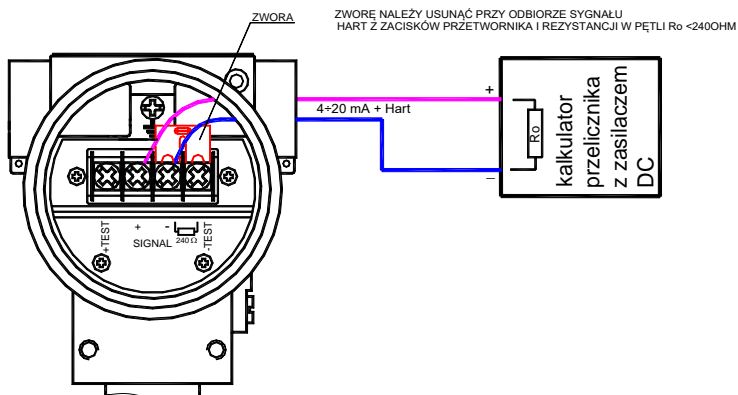 ZWORA
ZWORĘ NALEŻY USUNĄĆ PRZY ODBIORZE SYGNAŁU
HART Z ZACISKÓW PRZETWORNIKA I REZYSTANCJI W PĘTLI Ro <240OHM
+
4÷20 mA + Hart
–
Ro
kalkulator
przelicznika
z zasilaczem
DC
+TEST
+ -
SIGNAL
240 Ω
-TEST